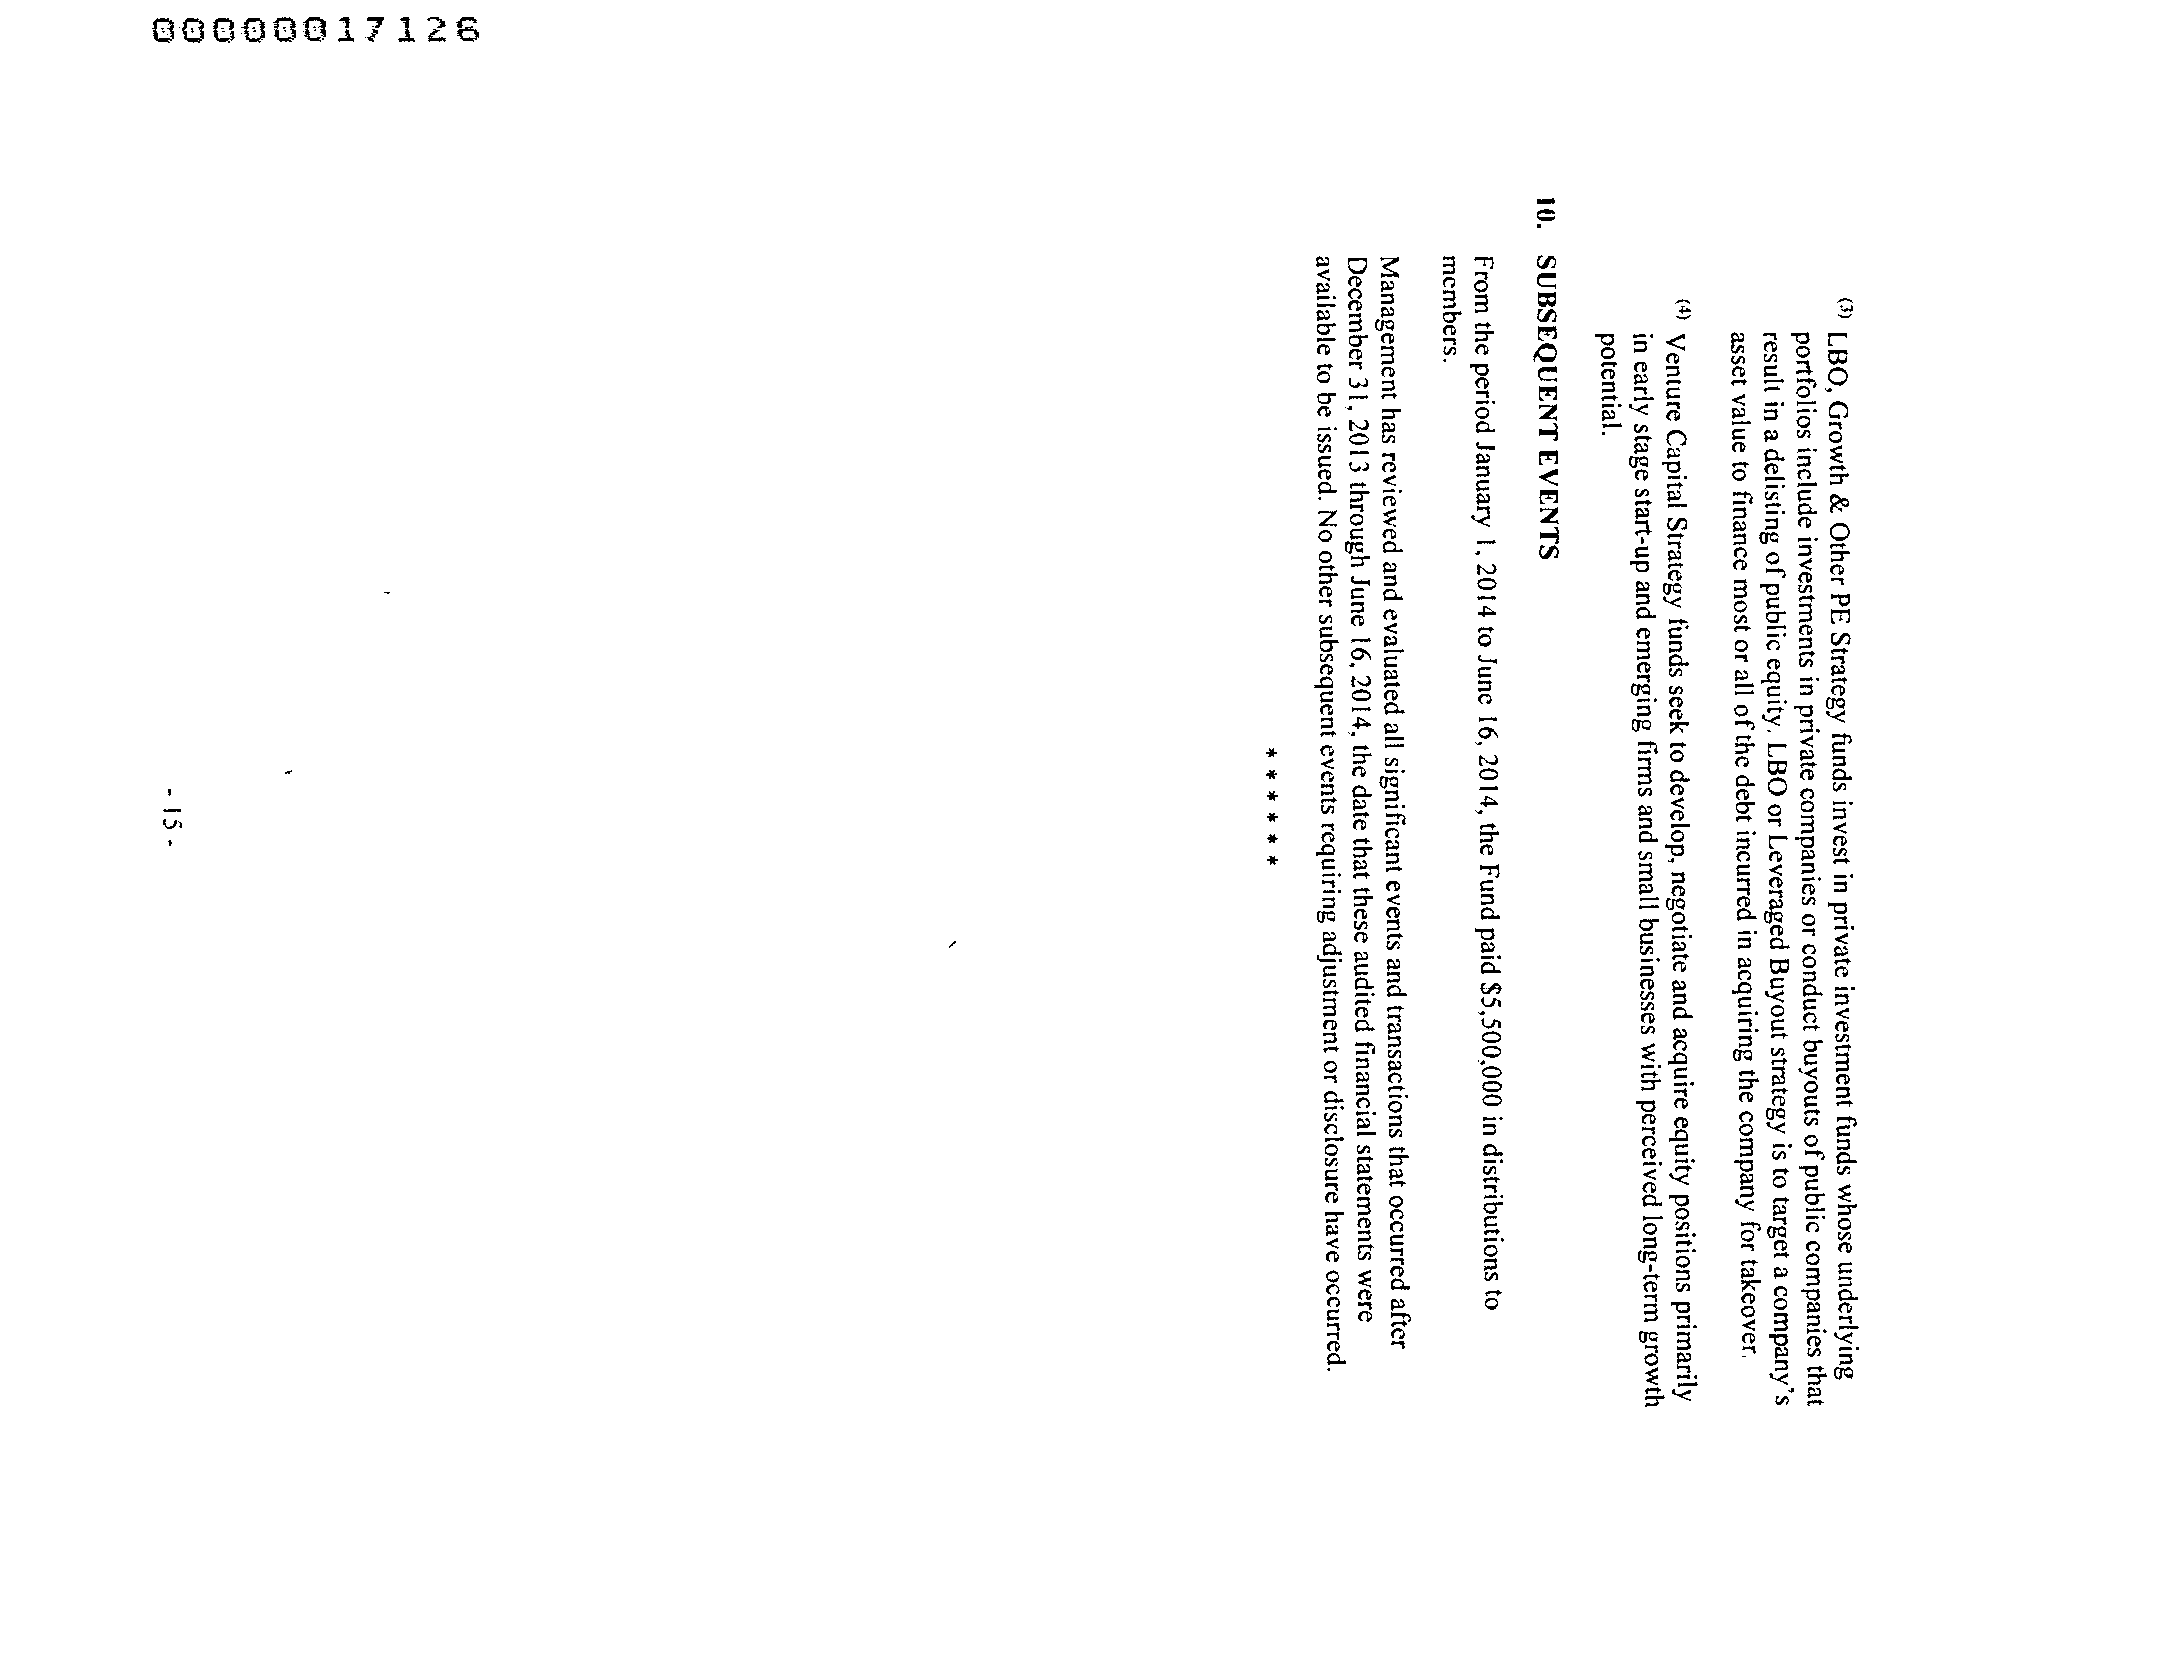 00000017126
(3) LBO, Growth & Other PE Strategy funds invest in private investment funds whose underlying
portfolios include investments in private companies or conduct buyouts of public companies that
result in a delisting of public equity. LBO or Leveraged Buyout strategy is to target a company's
asset value to finance most or all of the debt incurred in acquiring the company for takeover.
(4) Venture Capital Strategy funds seek to develop, negotiate and acquire equity positions primarily
in early stage start-up and emerging firms and small businesses with perceived long-term growth
potential.
10. SUBSEQUENT EVENTS
From the period January 1, 2014 to June 16, 2014, the Fund paid $5,500,000 in distributions to
members.
Management has reviewed and evaluated all significant events and transactions that occurred after
December 31, 2013 through June 16, 2014, the date that these audited financial statements were
available to be issued. No other subsequent events requiring adjustment or disclosure have occurred.
* * * * * *
- 15 -